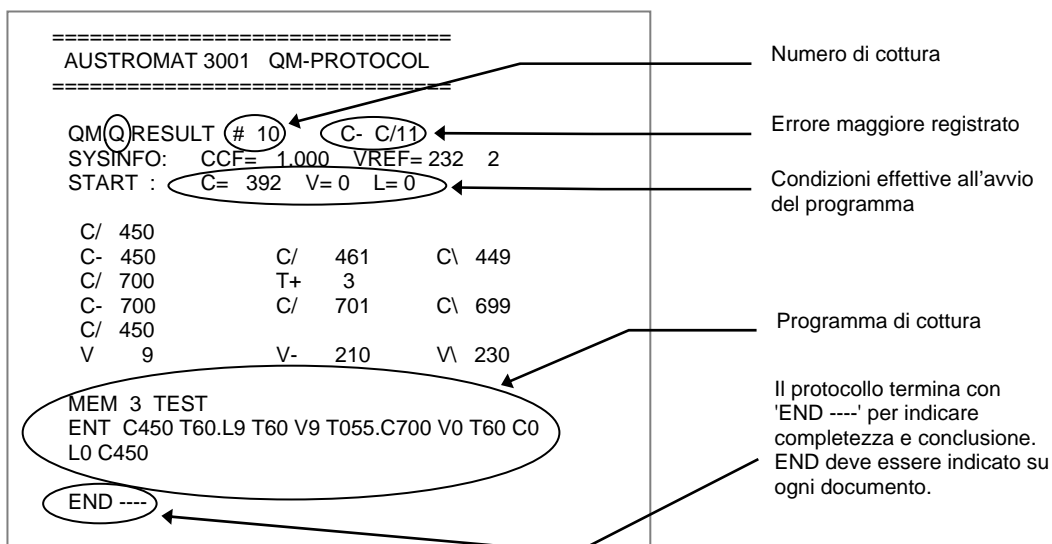 ================================
AUSTROMAT 3001 QM-PROTOCOL
================================
QM Q RESULT # 10 C- C/11
SYSINFO: CCF= 1.000 VREF= 232 2
START : C= 392 V= 0 L= 0
C/ 450
C- 450 C/ 461 C\ 449
C/ 700 T+ 3
C- 700 C/ 701 C\ 699
C/ 450
V 9 V- 210 V\ 230
MEM 3 TEST
ENT C450 T60.L9 T60 V9 T055.C700 V0 T60 C0
L0 C450
END ----
Numero di cottura
Errore maggiore registrato
Condizioni effettive all'avvio
del programma
Programma di cottura
Il protocollo termina con
'END ----' per indicare
completezza e conclusione.
END deve essere indicato su
ogni documento.